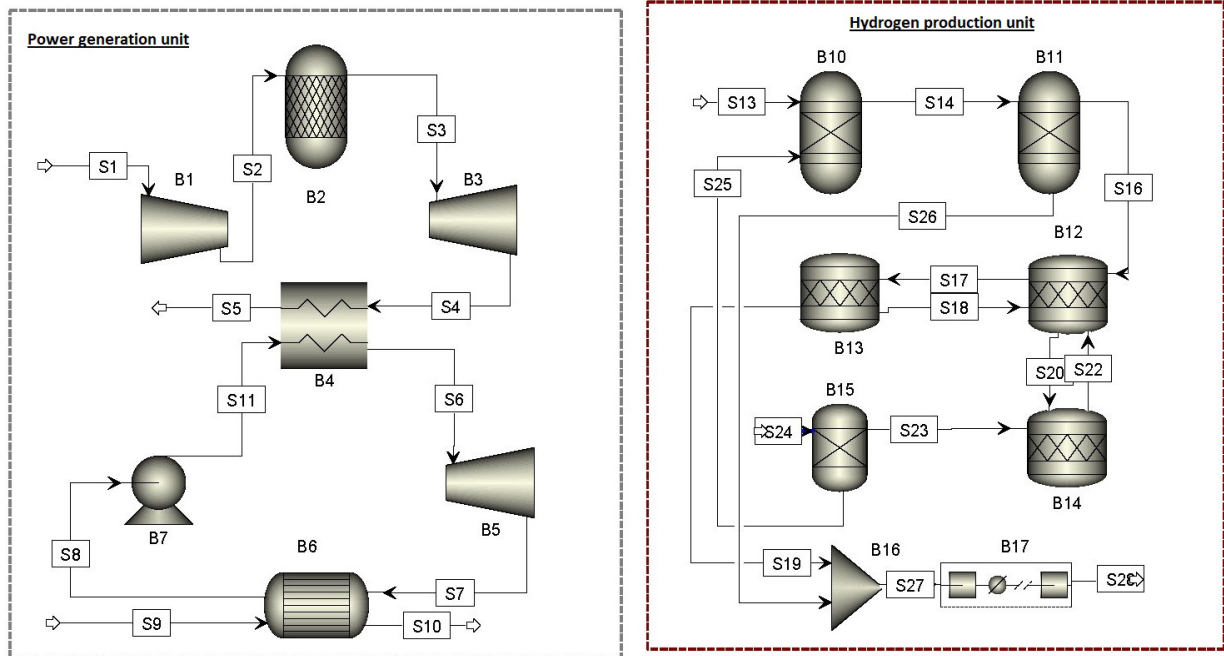 Power generation unit
B2
S3
S1
S2
B1
B3
S5
S4
B4
S11
S6
B7
B5
S8
B6
S7
S9
S10
Hydrogen production unit
B10
B11
S13
S14
S25
S16
S26
B12
S17
S18
B13
S20
S22
B15
S24
S23
B14
S19
B16
B17
S27